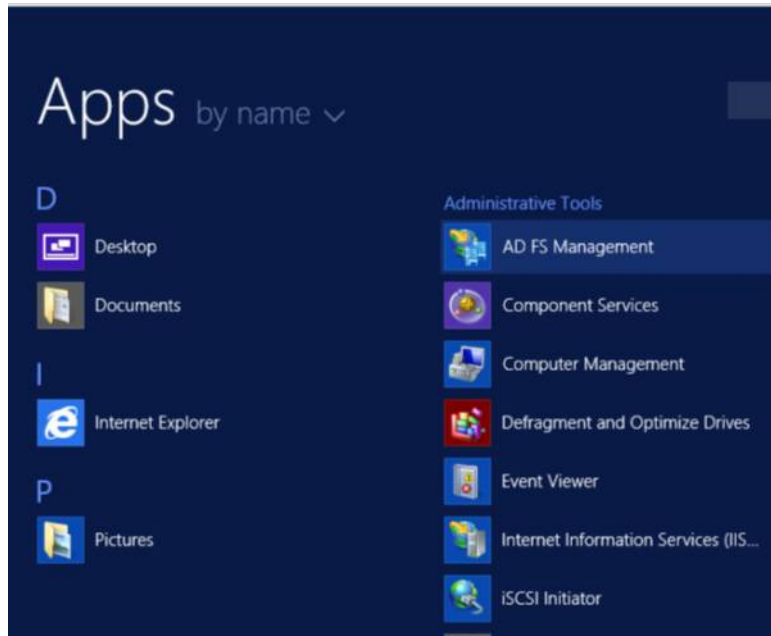 Apps by name
D
Desktop
Documents
I
Internet Explorer
P
Pictures
Administrative Tools
AD FS Management
Component Services
Computer Management
Defragment and Optimize Drives
Event Viewer
Internet Information Services (IIS...
iSCSI Initiator